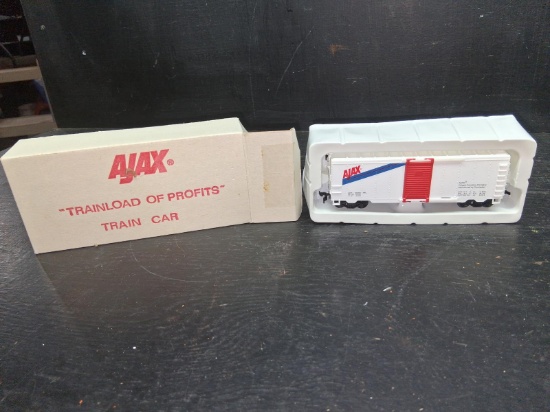 AJAX®
"TRAINLOAD OF PROFITS"
TRAIN CAR
AJAX